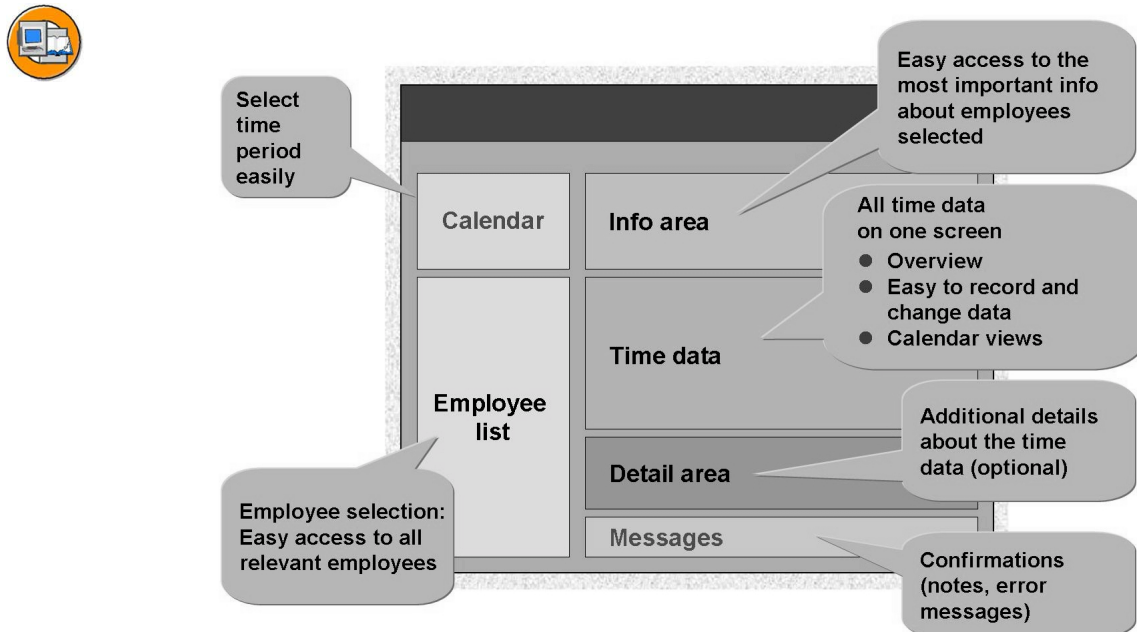 Select
time
period
easily
Easy access to the
most important info
about employees
selected
Calendar
Info area
All time data
on one screen
● Overview
● Easy to record and
change data
● Calendar views
Time data
Employee
list
Additional details
about the time
data (optional)
Detail area
Employee selection:
Easy access to all
relevant employees
Messages
Confirmations
(notes, error
messages)